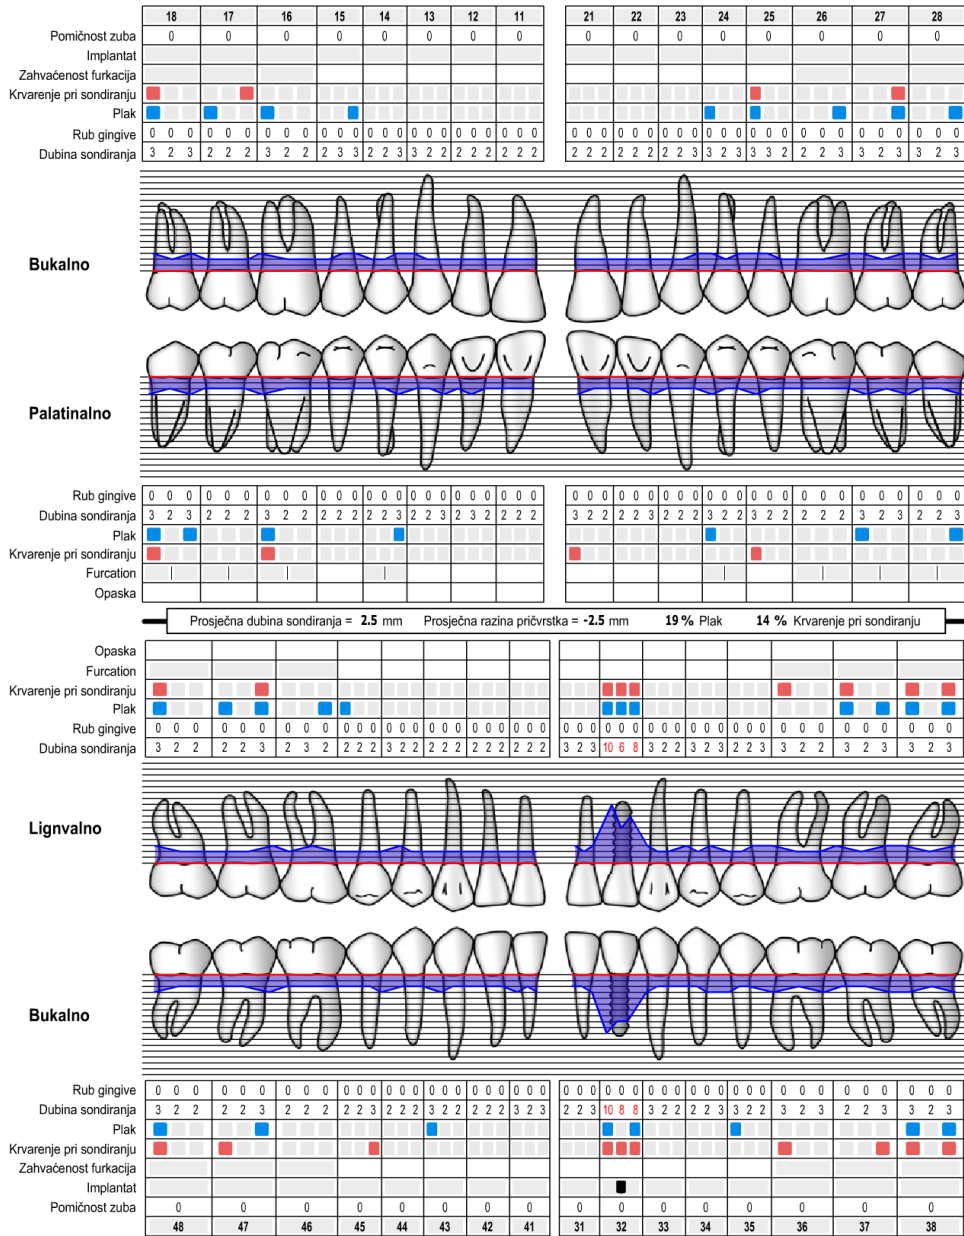 18 17 16 15 14 13 12 11 21 22 23 24 25 26 27 28
Pomičnost zuba 0 0 0 0 0 0 0 0 0 0 0 0 0 0 0 0
Implantat
Zahvaćenost furkacija
Krvarenje pri sondiranju
Plak
Rub gingive 0 0 0 0 0 0 0 0 0 0 0 0 0 0 0 0 0 0 0 0 0 0 0 0 0 0 0 0 0 0 0 0 0 0 0 0 0 0 0 0 0 0 0 0 0 0 0 0
Dubina sondiranja 3 2 3 2 2 2 3 2 2 2 3 3 2 2 3 3 2 2 2 2 2 2 2 2 2 2 2 2 2 2 2 2 3 3 2 3 3 3 2 2 2 2 3 2 3 3 2 3
Bukalno
Palatinalno
Rub gingive 0 0 0 0 0 0 0 0 0 0 0 0 0 0 0 0 0 0 0 0 0 0 0 0 0 0 0 0 0 0 0 0 0 0 0 0 0 0 0 0 0 0 0 0 0 0 0 0
Dubina sondiranja 3 2 3 2 2 2 3 2 2 2 2 2 2 2 3 2 2 3 2 3 2 2 2 2 3 2 2 2 2 3 2 2 2 3 2 2 3 2 2 2 2 2 3 2 2 2 2 3
Plak
Krvarenje pri sondiranju
Furcation
Opaska
Prosječna dubina sondiranja = 2.5 mm Prosječna razina pričvrstka = -2.5 mm 19 % Plak 14 % Krvarenje pri sondiranju
Opaska
Furcation
Krvarenje pri sondiranju
Plak
Rub gingive 0 0 0 0 0 0 0 0 0 0 0 0 0 0 0 0 0 0 0 0 0 0 0 0 0 0 0 0 0 0 0 0 0 0 0 0 0 0 0 0 0 0 0 0 0 0 0 0
Dubina sondiranja 3 2 2 2 2 3 2 3 2 2 2 2 2 2 2 3 2 2 2 2 2 2 2 2 3 2 3 10 6 8 3 2 2 3 2 3 2 2 3 3 2 2 3 2 3 3 2 3
Lignvalno
Bukalno
Rub gingive 0 0 0 0 0 0 0 0 0 0 0 0 0 0 0 0 0 0 0 0 0 0 0 0 0 0 0 0 0 0 0 0 0 0 0 0 0 0 0 0 0 0 0 0 0 0 0 0
Dubina sondiranja 3 2 2 2 2 3 2 2 2 2 2 3 2 2 2 3 2 2 2 2 2 3 2 3 2 2 3 10 8 8 3 2 2 2 2 2 3 2 2 3 2 3 2 2 3 3 2 3
Plak
Krvarenje pri sondiranju
Zahvaćenost furkacija
Implantat
Pomičnost zuba 0 0 0 0 0 0 0 0 0 0 0 0 0 0 0 0
48 47 46 45 44 43 42 41 31 32 33 34 35 36 37 38